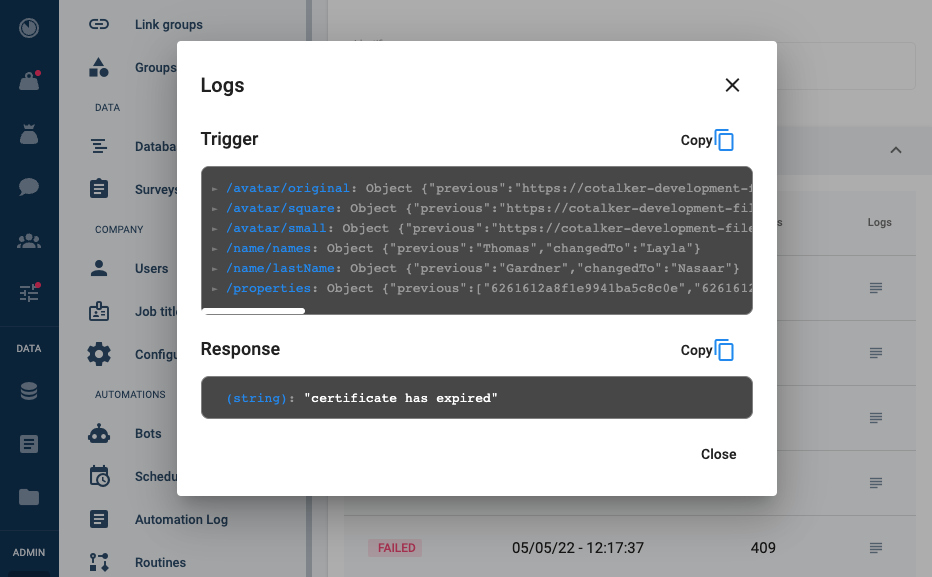 Link groups
Groups
DATA
Surveys
COMPANY
Users
Job
AUTOMATIONS
Bots
Automation Log
Routines
DATA
ADMIN
Logs
Trigger
Copy
► /avatar/original: Object {"previous":"https://cotalker-development-f
► /avatar/square: Object {"previous":"https://cotalker-development-fil
► /avatar/small: Object {"previous":"https://cotalker-development-file
► /name/names: Object {"previous":"Thomas","changedTo":"Layla"}
► /name/lastName: Object {"previous":"Gardner","changedTo":"Nasaar"}
► /properties: Object {"previous":["6261612a8f1e9941ba5c8c0e","6261612
Response
Copy
(string): "certificate has expired"
Close
Logs
FAILED 05/05/22 - 12:17:37 409